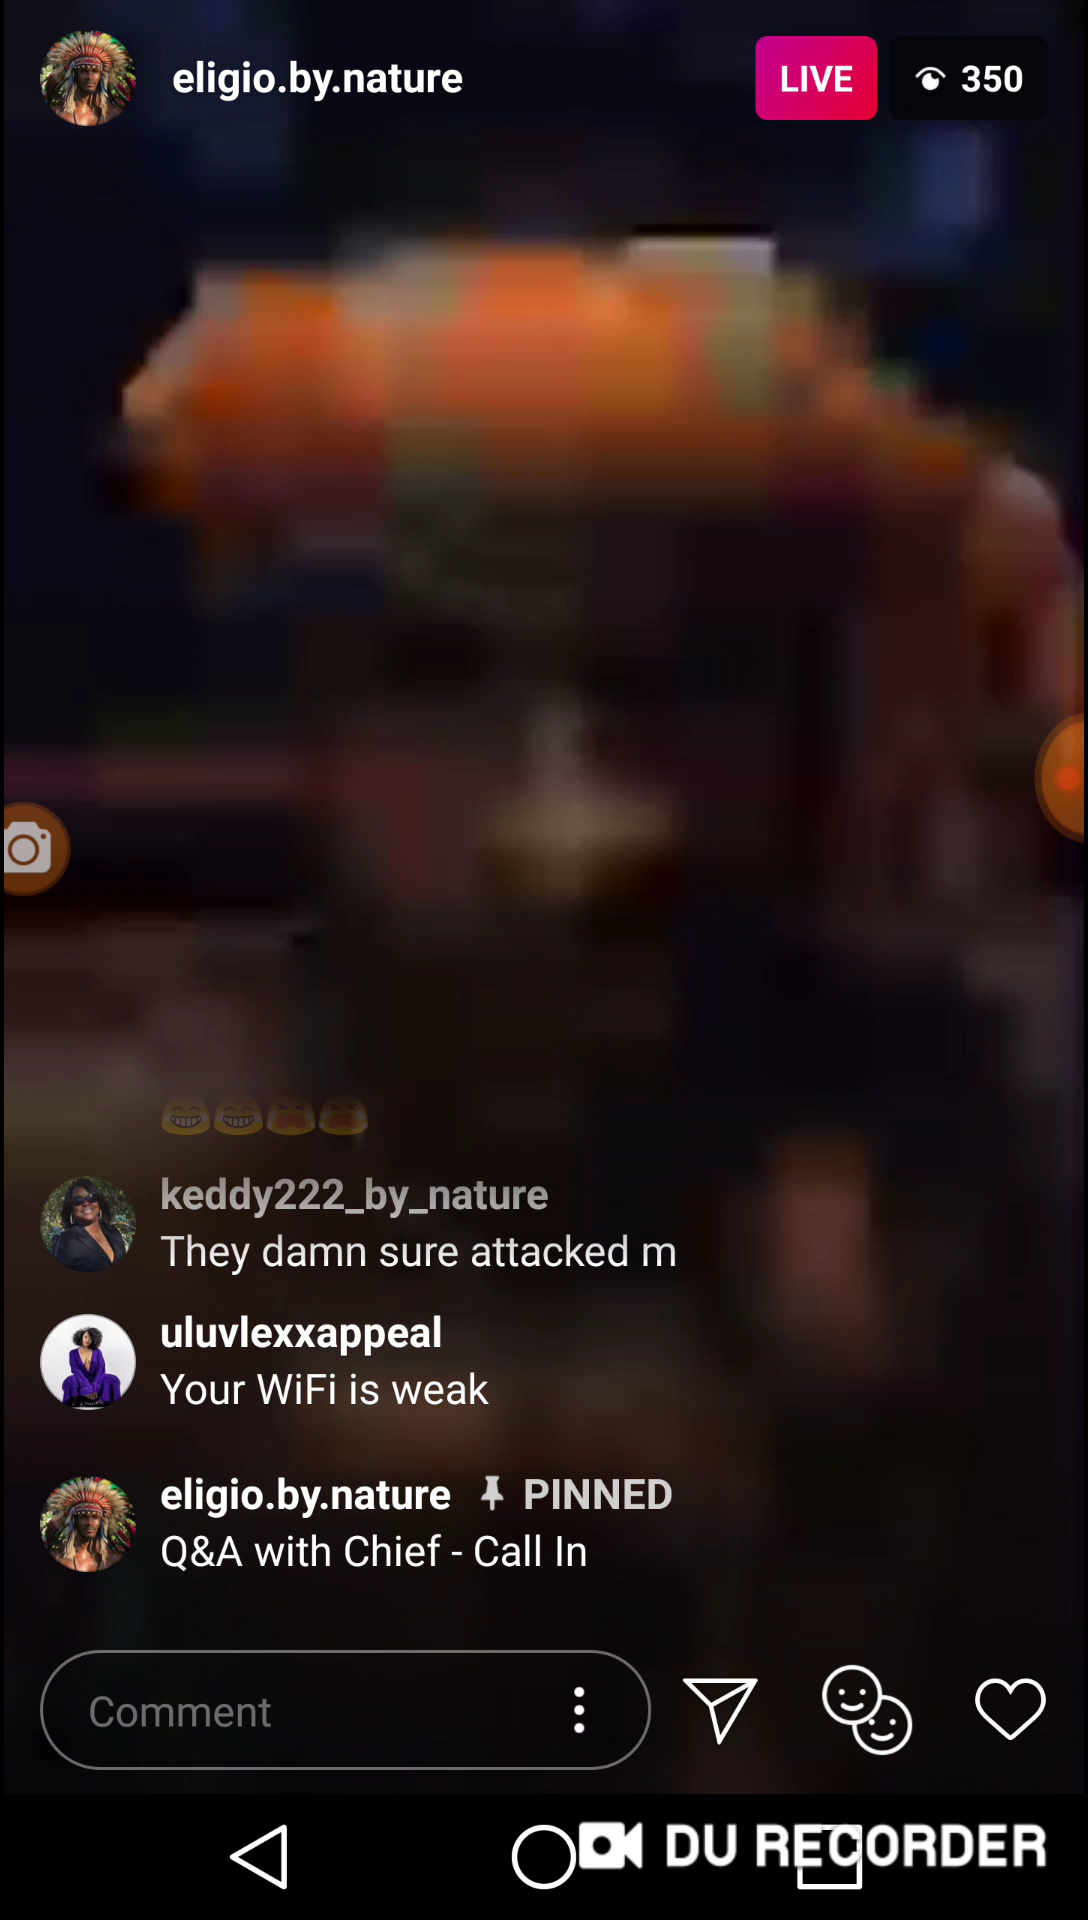 eligio.by.nature
LIVE
350
keddy222_by_nature
They damn sure attacked m
uluvlexxappeal
Your WiFi is weak
eligio.by.nature PINNED
Q&A with Chief - Call In
Comment
DU RECORDER